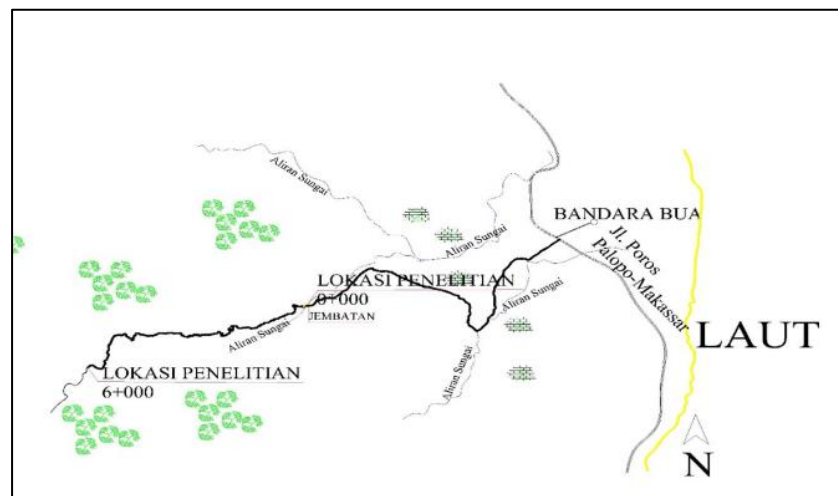 Aliran Sungai
BANDARA BUA
Jl. Poros
Palopo-Makassar
Aliran Sungai
LOKASI PENELITIAN
0+000
JEMBATAN
Aliran Sungai
Aliran Sungai
LAUT
LOKASI PENELITIAN
6+000
Aliran Sungai
N